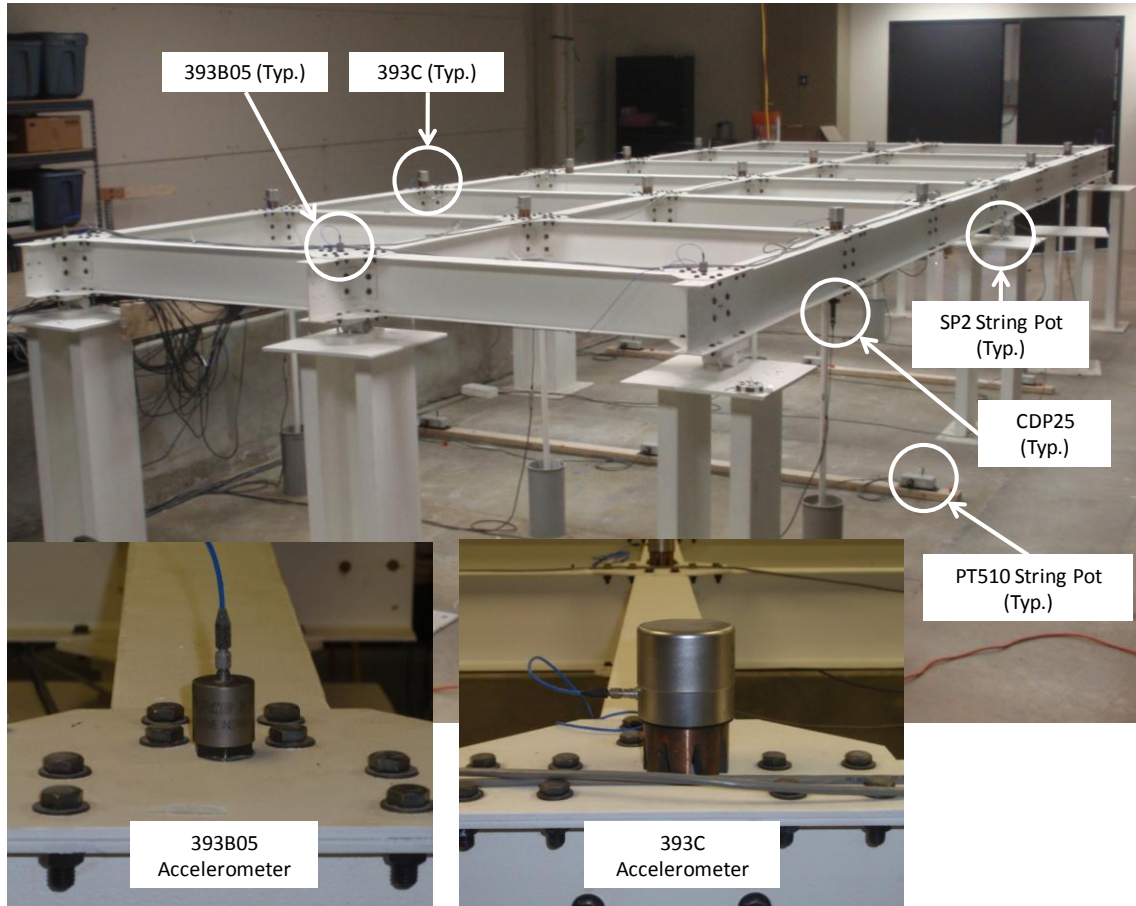 393B05 (Typ.)
393C (Typ.)
SP2 String Pot
(Typ.)
CDP25
(Typ.)
PT510 String Pot
(Typ.)
393B05
Accelerometer
393C
Accelerometer